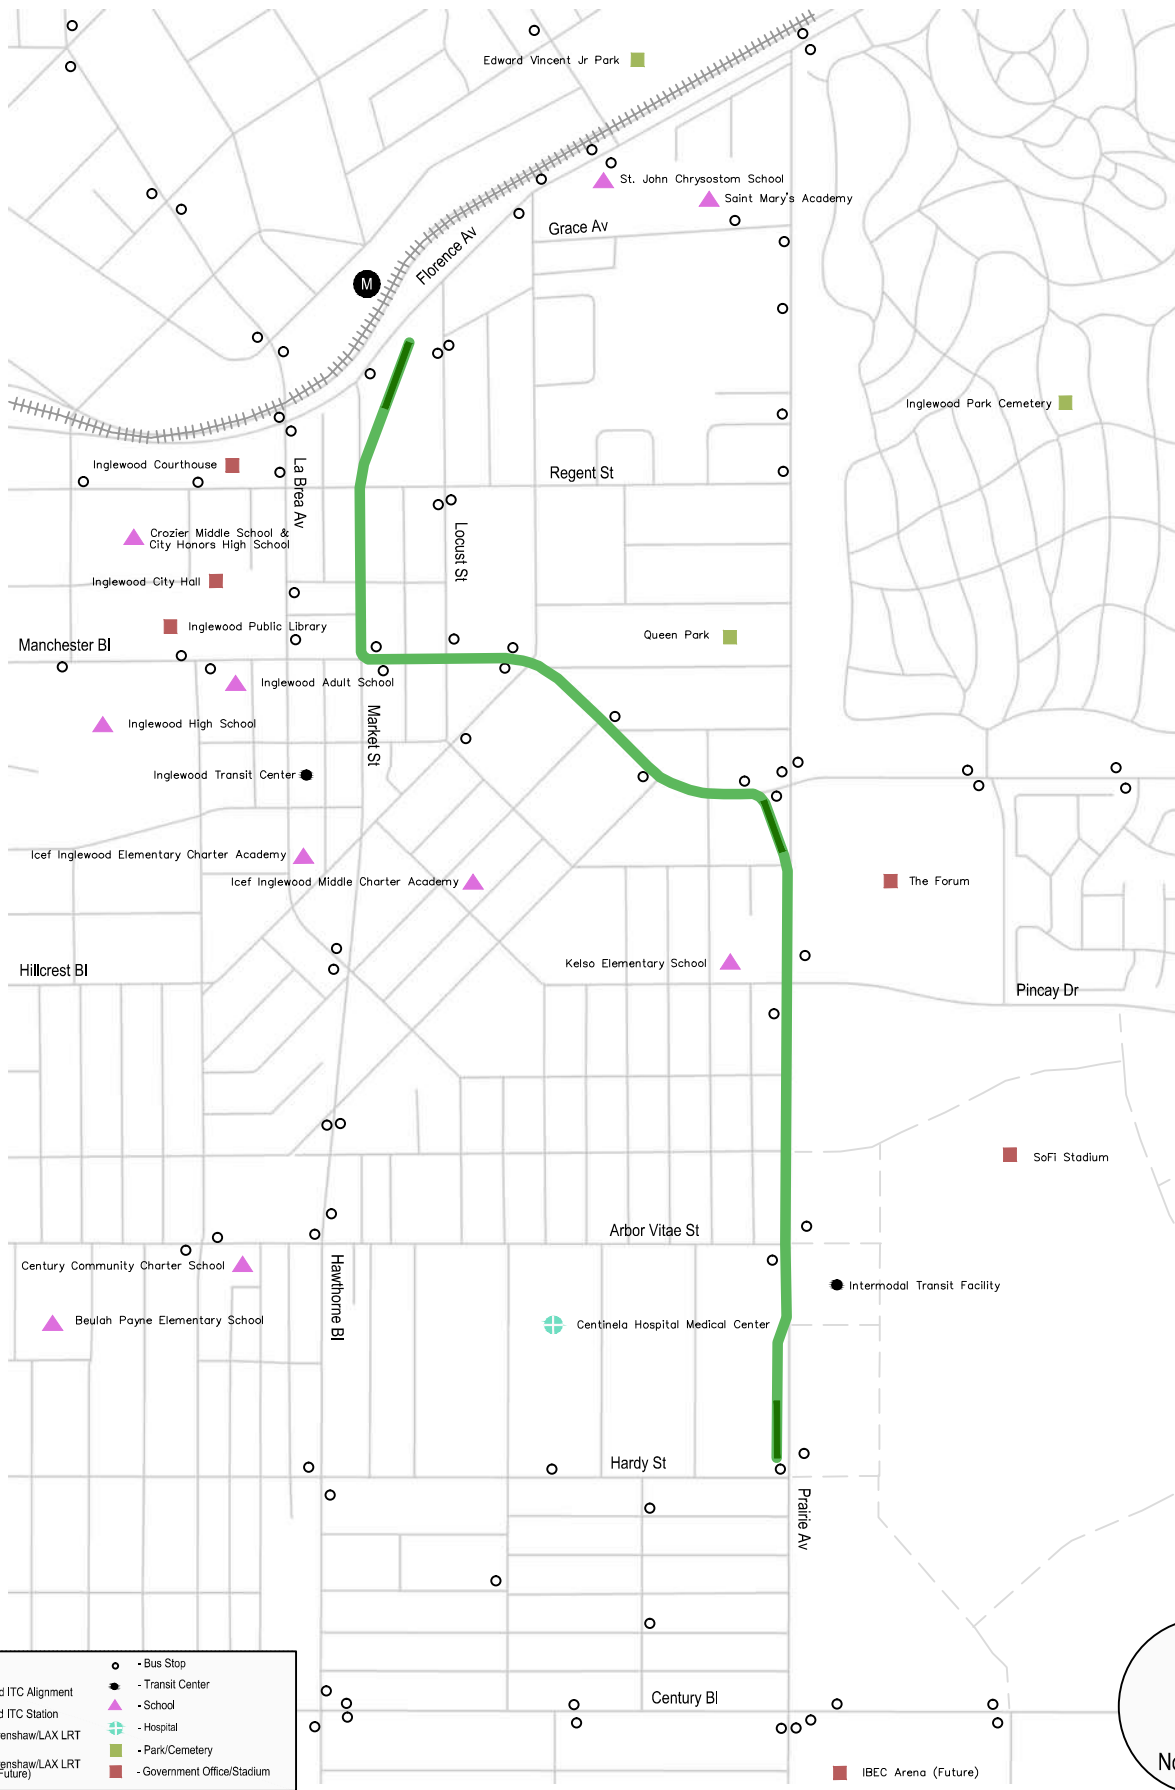 Edward Vincent Jr Park
St. John Chrysostom School
Saint Mary's Academy
Grace Av
Florence Av
M
Inglewood Park Cemetery
Inglewood Courthouse
La Brea Av
Regent St
Crozier Middle School &
City Honors High School
Locust St
Inglewood City Hall
Inglewood Public Library
Queen Park
Manchester Bl
Inglewood Adult School
Inglewood High School
Market St
Inglewood Transit Center
Icef Inglewood Elementary Charter Academy
Icef Inglewood Middle Charter Academy
The Forum
Kelso Elementary School
Hillcrest Bl
Pincay Dr
SoFi Stadium
Arbor Vitae St
Century Community Charter School
Hawthorne Bl
Intermodal Transit Facility
Beulah Payne Elementary School
Centinela Hospital Medical Center
Hardy St
Prairie Av
Century Bl
IBEC Arena (Future)
d ITC Alignment
d ITC Station
renshaw/LAX LRT
renshaw/LAX LRT
Future)
- Bus Stop
- Transit Center
- School
- Hospital
- Park/Cemetery
- Government Office/Stadium
No